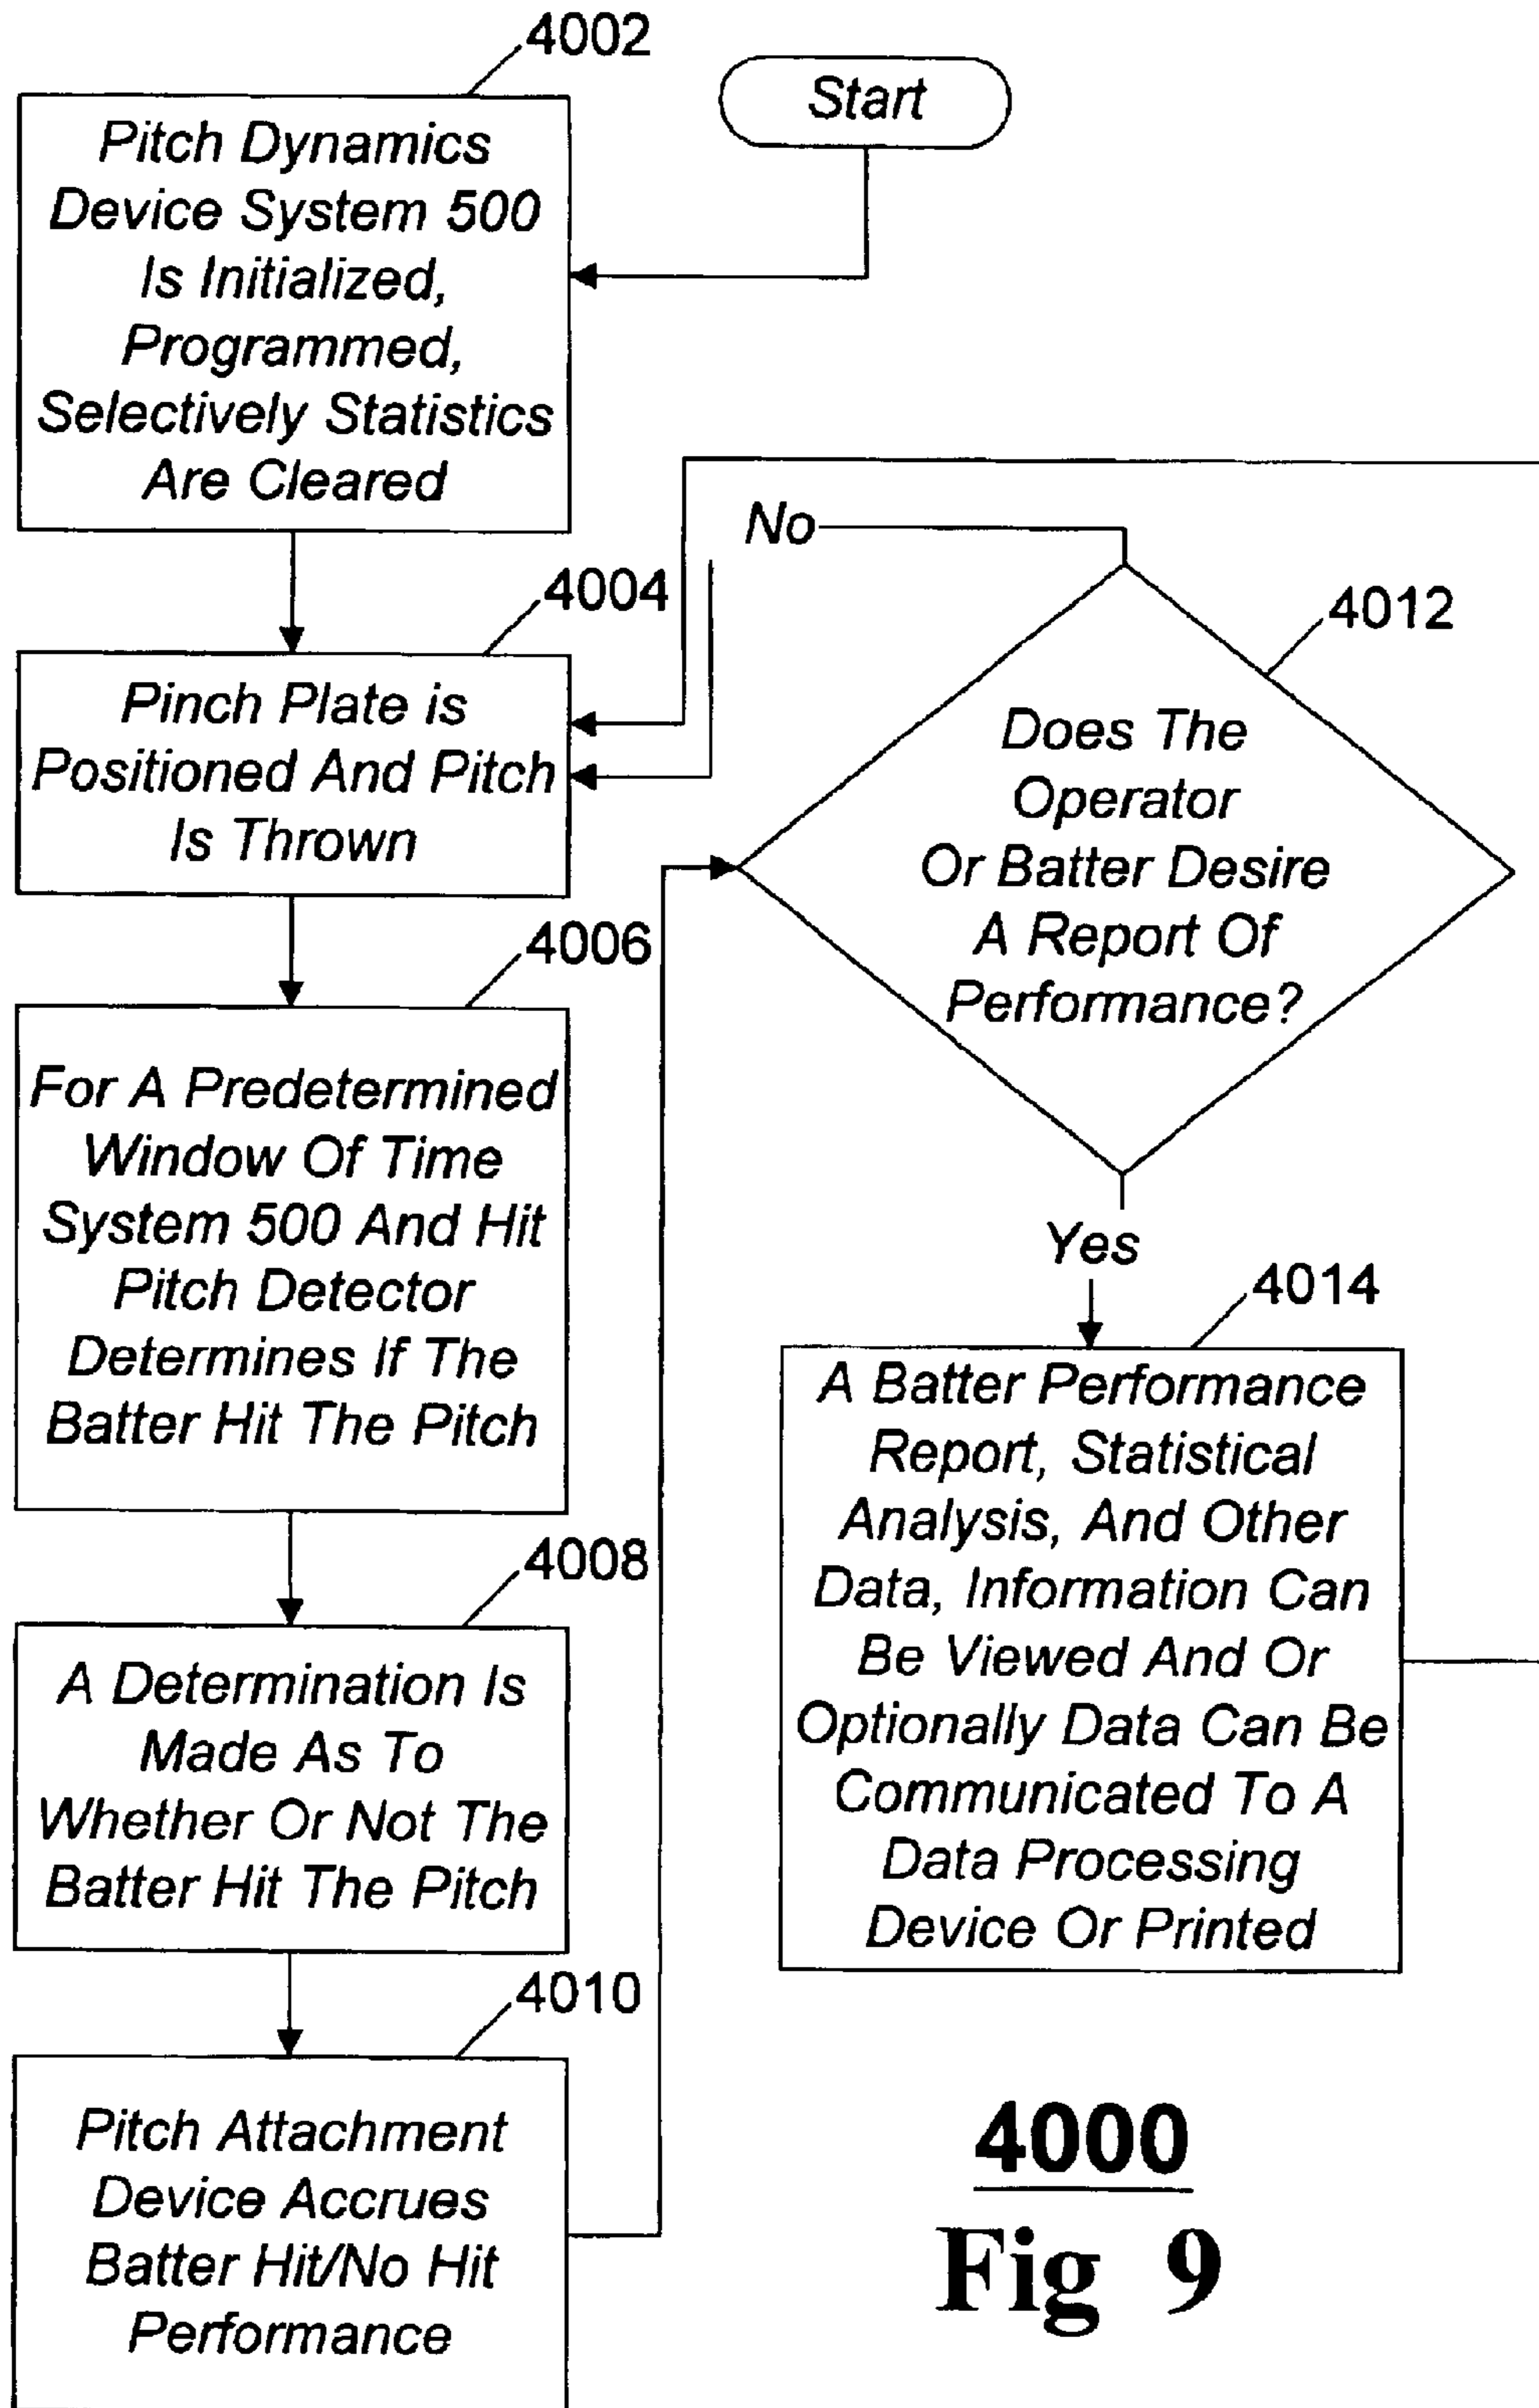 4002
Start
Pitch Dynamics
Device System 500
Is Initialized,
Programmed,
Selectively Statistics
Are Cleared
4004
Pinch Plate is
Positioned And Pitch
Is Thrown
4006
For A Predetermined
Window Of Time
System 500 And Hit
Pitch Detector
Determines If The
Batter Hit The Pitch
4008
A Determination Is
Made As To
Whether Or Not The
Batter Hit The Pitch
4010
Pitch Attachment
Device Accrues
Batter Hit/No Hit
Performance
No
4012
Does The
Operator
Or Batter Desire
A Report Of
Performance?
Yes
4014
A Batter Performance
Report, Statistical
Analysis, And Other
Data, Information Can
Be Viewed And Or
Optionally Data Can Be
Communicated To A
Data Processing
Device Or Printed
4000
Fig 9